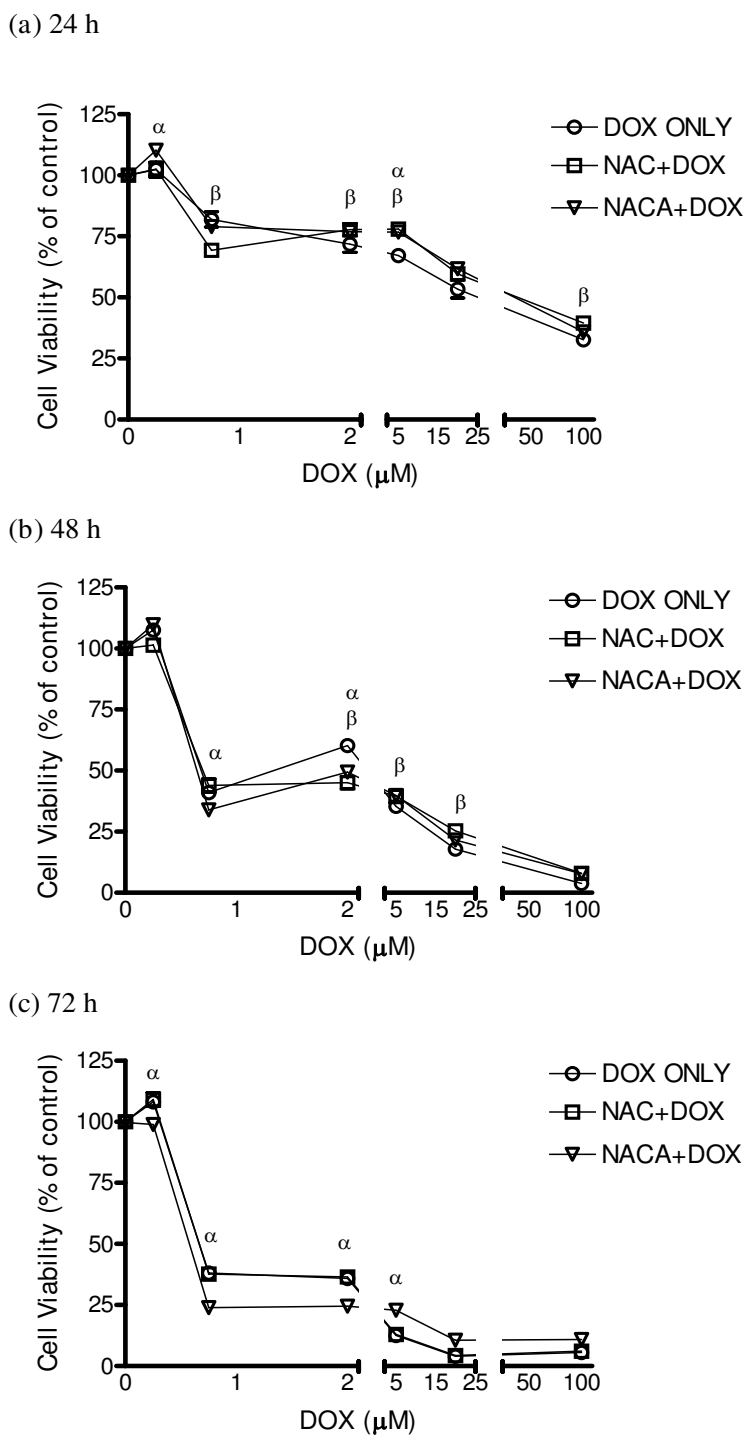 (a) 24 h
Cell Viability (% of control)
125
100
75
50
25
0
α
β
β
α
β
β
DOX ONLY
NAC+DOX
NACA+DOX
0 1 2 5 15 25 50 100
DOX (μM)
(b) 48 h
Cell Viability (% of control)
125
100
75
50
25
0
α
α
β
β
β
DOX ONLY
NAC+DOX
NACA+DOX
0 1 2 5 15 25 50 100
DOX (μM)
(c) 72 h
Cell Viability (% of control)
125
100
75
50
25
0
α
α
α
α
DOX ONLY
NAC+DOX
NACA+DOX
0 1 2 5 15 25 50 100
DOX (μM)